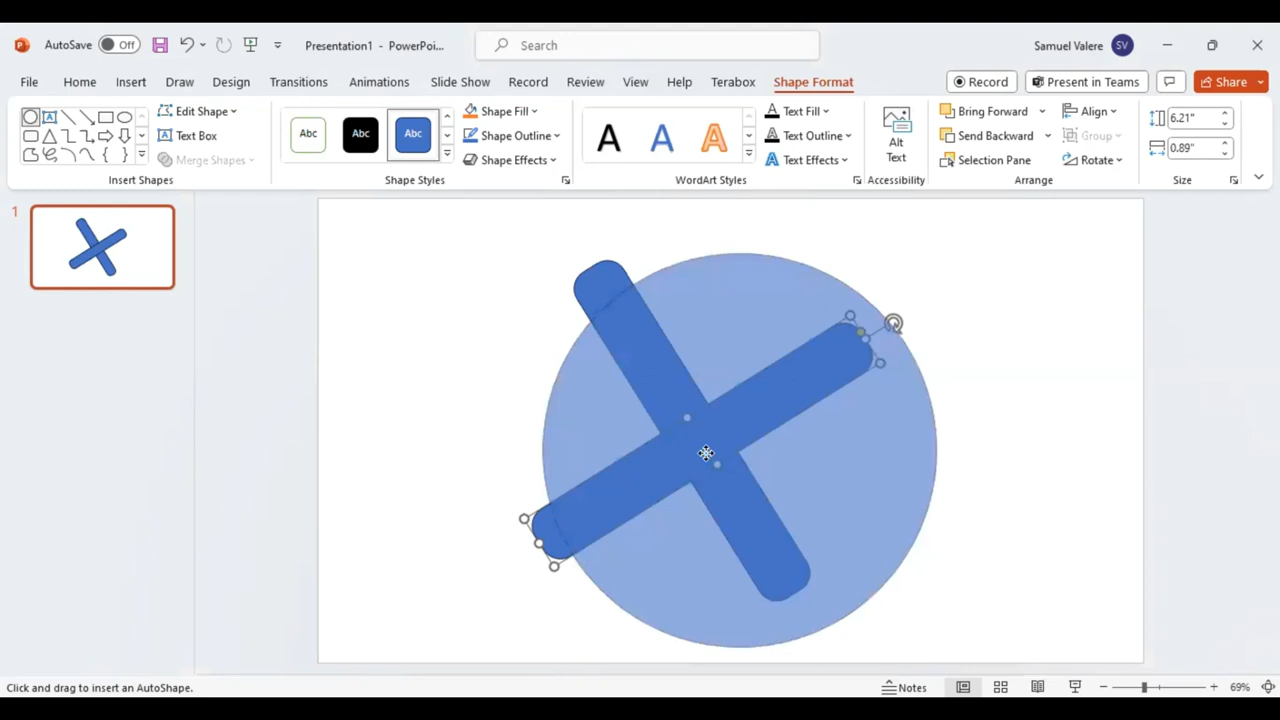 AutoSave Off Presentation1 - PowerPoi... Search Samuel Valere SV
File Home Insert Draw Design Transitions Animations Slide Show Record Review View Help Terabox Shape Format Record Present in Teams Share
Edit Shape Abc Abc Abc Shape Fill A A A Text Fill Bring Forward Align 6.21"
Text Box Shape Outline Text Outline Alt Text Send Backward Group 0.89"
Merge Shapes Shape Effects Text Effects Selection Pane Rotate
Insert Shapes Shape Styles WordArt Styles Accessibility Arrange Size
1
Click and drag to insert an AutoShape. Notes 69%